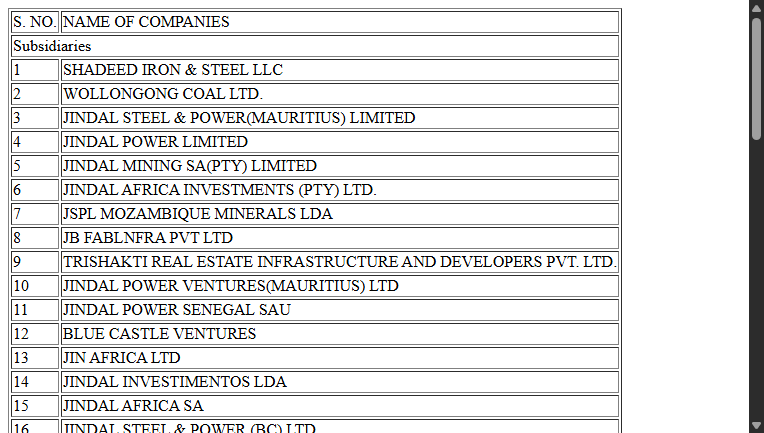 S. NO. NAME OF COMPANIES
Subsidiaries
1 SHADEED IRON & STEEL LLC
2 WOLLONGONG COAL LTD.
3 JINDAL STEEL & POWER(MAURITIUS) LIMITED
4 JINDAL POWER LIMITED
5 JINDAL MINING SA(PTY) LIMITED
6 JINDAL AFRICA INVESTMENTS (PTY) LTD.
7 JSPL MOZAMBIQUE MINERALS LDA
8 JB FABLNFRA PVT LTD
9 TRISHAKTI REAL ESTATE INFRASTRUCTURE AND DEVELOPERS PVT. LTD.
10 JINDAL POWER VENTURES(MAURITIUS) LTD
11 JINDAL POWER SENEGAL SAU
12 BLUE CASTLE VENTURES
13 JIN AFRICA LTD
14 JINDAL INVESTIMENTOS LDA
15 JINDAL AFRICA SA
16 JINDAL STEEL & POWER (BC) LTD